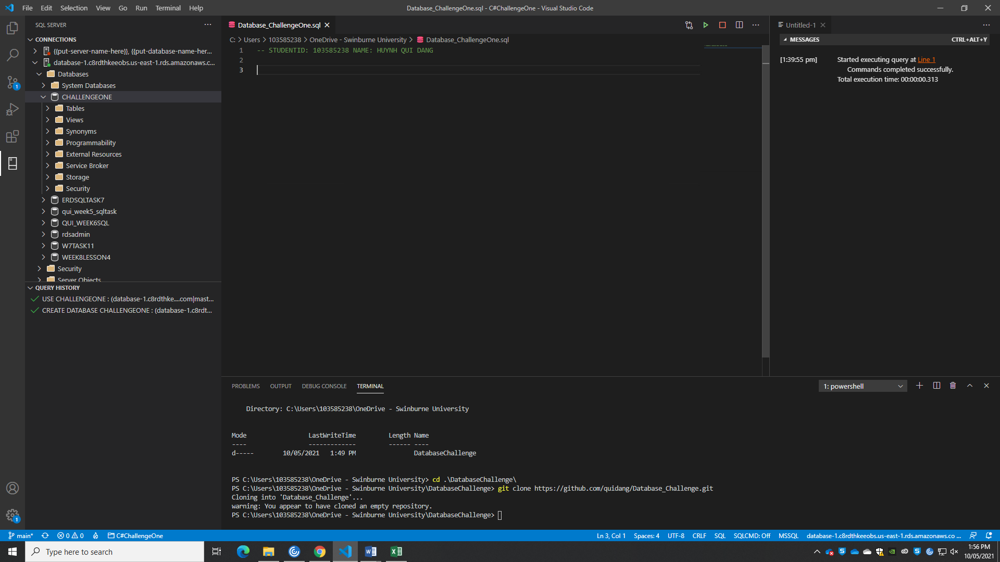 File Edit Selection View Go Run Terminal Help
Database_ChallengeOne.sql - C#ChallengeOne - Visual Studio Code
SQL SERVER
CONNECTIONS
{{put-server-name-here}}, {{put-database-name-her...
database-1.c8rdthkeeobs.us-east-1.rds.amazonaws.c...
Databases
System Databases
CHALLENGEONE
Tables
Views
Synonyms
Programmability
External Resources
Service Broker
Storage
Security
ERDSQLTASK7
qui_week5_sqltask
QUI_WEEK6SQL
rdsadmin
W7TASK11
WEEK8LESSON4
Security
Server Objects
QUERY HISTORY
USE CHALLENGEONE : (database-1.c8rdthke....com|mast...
CREATE DATABASE CHALLENGEONE : (database-1.c8rdt...
Database_ChallengeOne.sql
C: > Users > 103585238 > OneDrive - Swinburne University > Database_ChallengeOne.sql
1 -- STUDENTID: 103585238 NAME: HUYNH QUI DANG
2
3
Untitled-1
MESSAGES CTRL+ALT+Y
[1:39:55 pm] Started executing query at Line 1
Commands completed successfully.
Total execution time: 00:00:00.313
PROBLEMS OUTPUT DEBUG CONSOLE TERMINAL
1: powershell
Directory: C:\Users\103585238\OneDrive - Swinburne University
Mode LastWriteTime Length Name
---- ------------- ------ ----
d----- 10/05/2021 1:49 PM DatabaseChallenge
PS C:\Users\103585238\OneDrive - Swinburne University> cd .\DatabaseChallenge\
PS C:\Users\103585238\OneDrive - Swinburne University\DatabaseChallenge> git clone https://github.com/quidang/Database_Challenge.git
Cloning into 'Database_Challenge'...
warning: You appear to have cloned an empty repository.
PS C:\Users\103585238\OneDrive - Swinburne University\DatabaseChallenge>
1
1
main* 0 0 C#ChallengeOne
Ln 3, Col 1 Spaces: 4 UTF-8 CRLF SQL SQLCMD: Off MSSQL database-1.c8rdthkeeobs.us-east-1.rds.amazonaws.co ...
Type here to search
1:56 PM
10/05/2021